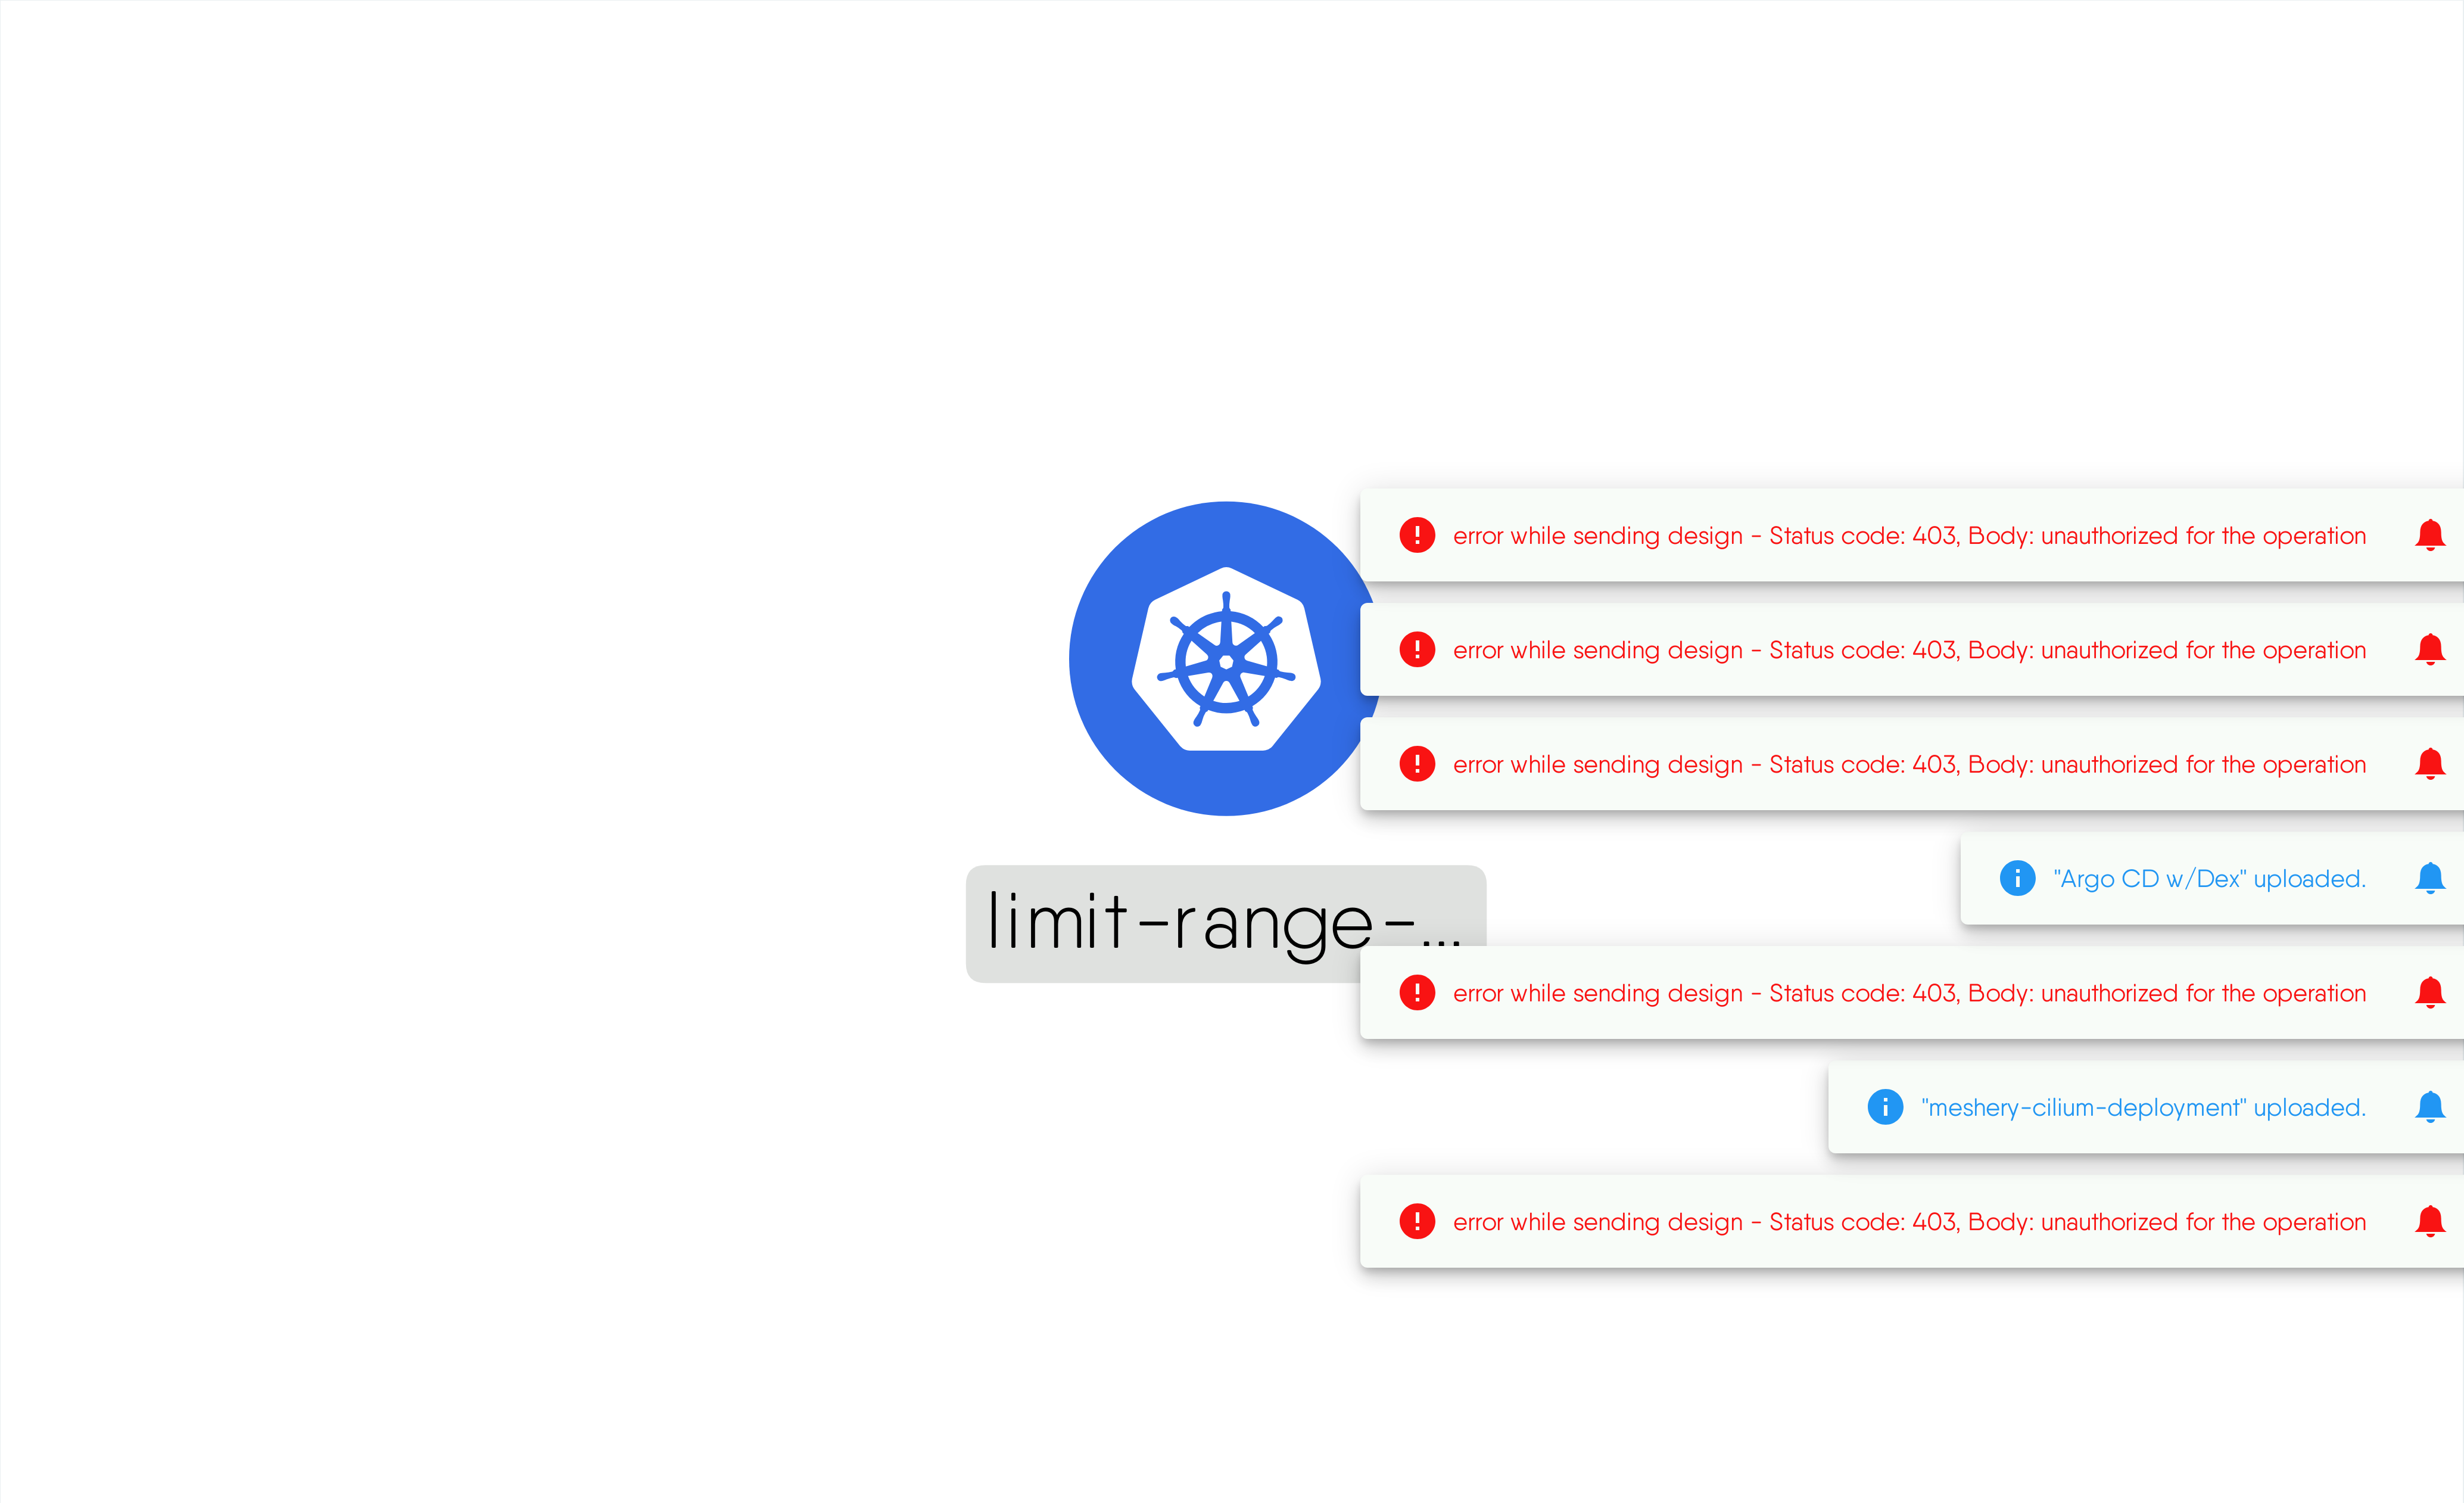 error while sending design - Status code: 403, Body: unauthorized for the operation
error while sending design - Status code: 403, Body: unauthorized for the operation
error while sending design - Status code: 403, Body: unauthorized for the operation
"Argo CD w/Dex" uploaded.
limit-range-...
error while sending design - Status code: 403, Body: unauthorized for the operation
"meshery-cilium-deployment" uploaded.
error while sending design - Status code: 403, Body: unauthorized for the operation